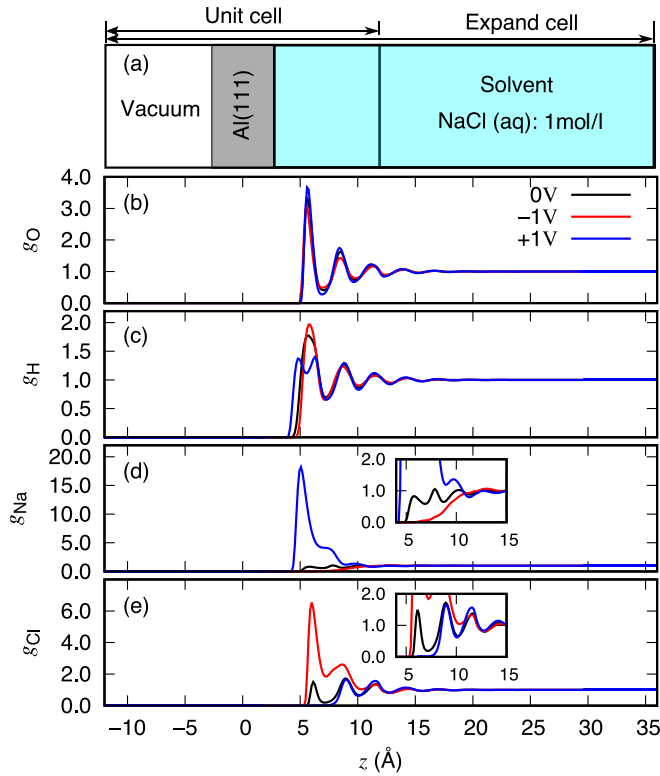 Unit cell
Expand cell
(a)
Vacuum
Al(111)
Solvent
NaCl (aq): 1mol/l
(b)
4.0
3.0
2.0
1.0
0.0
gO
0V
−1V
+1V
(c)
2.0
1.5
1.0
0.5
0.0
gH
(d)
20.0
15.0
10.0
5.0
0.0
gNa
2.0
1.0
0.0
5
10
15
(e)
6.0
4.0
2.0
0.0
gCl
2.0
1.0
0.0
5
10
15
−10 −5 0 5 10 15 20 25 30 35
z (Å)